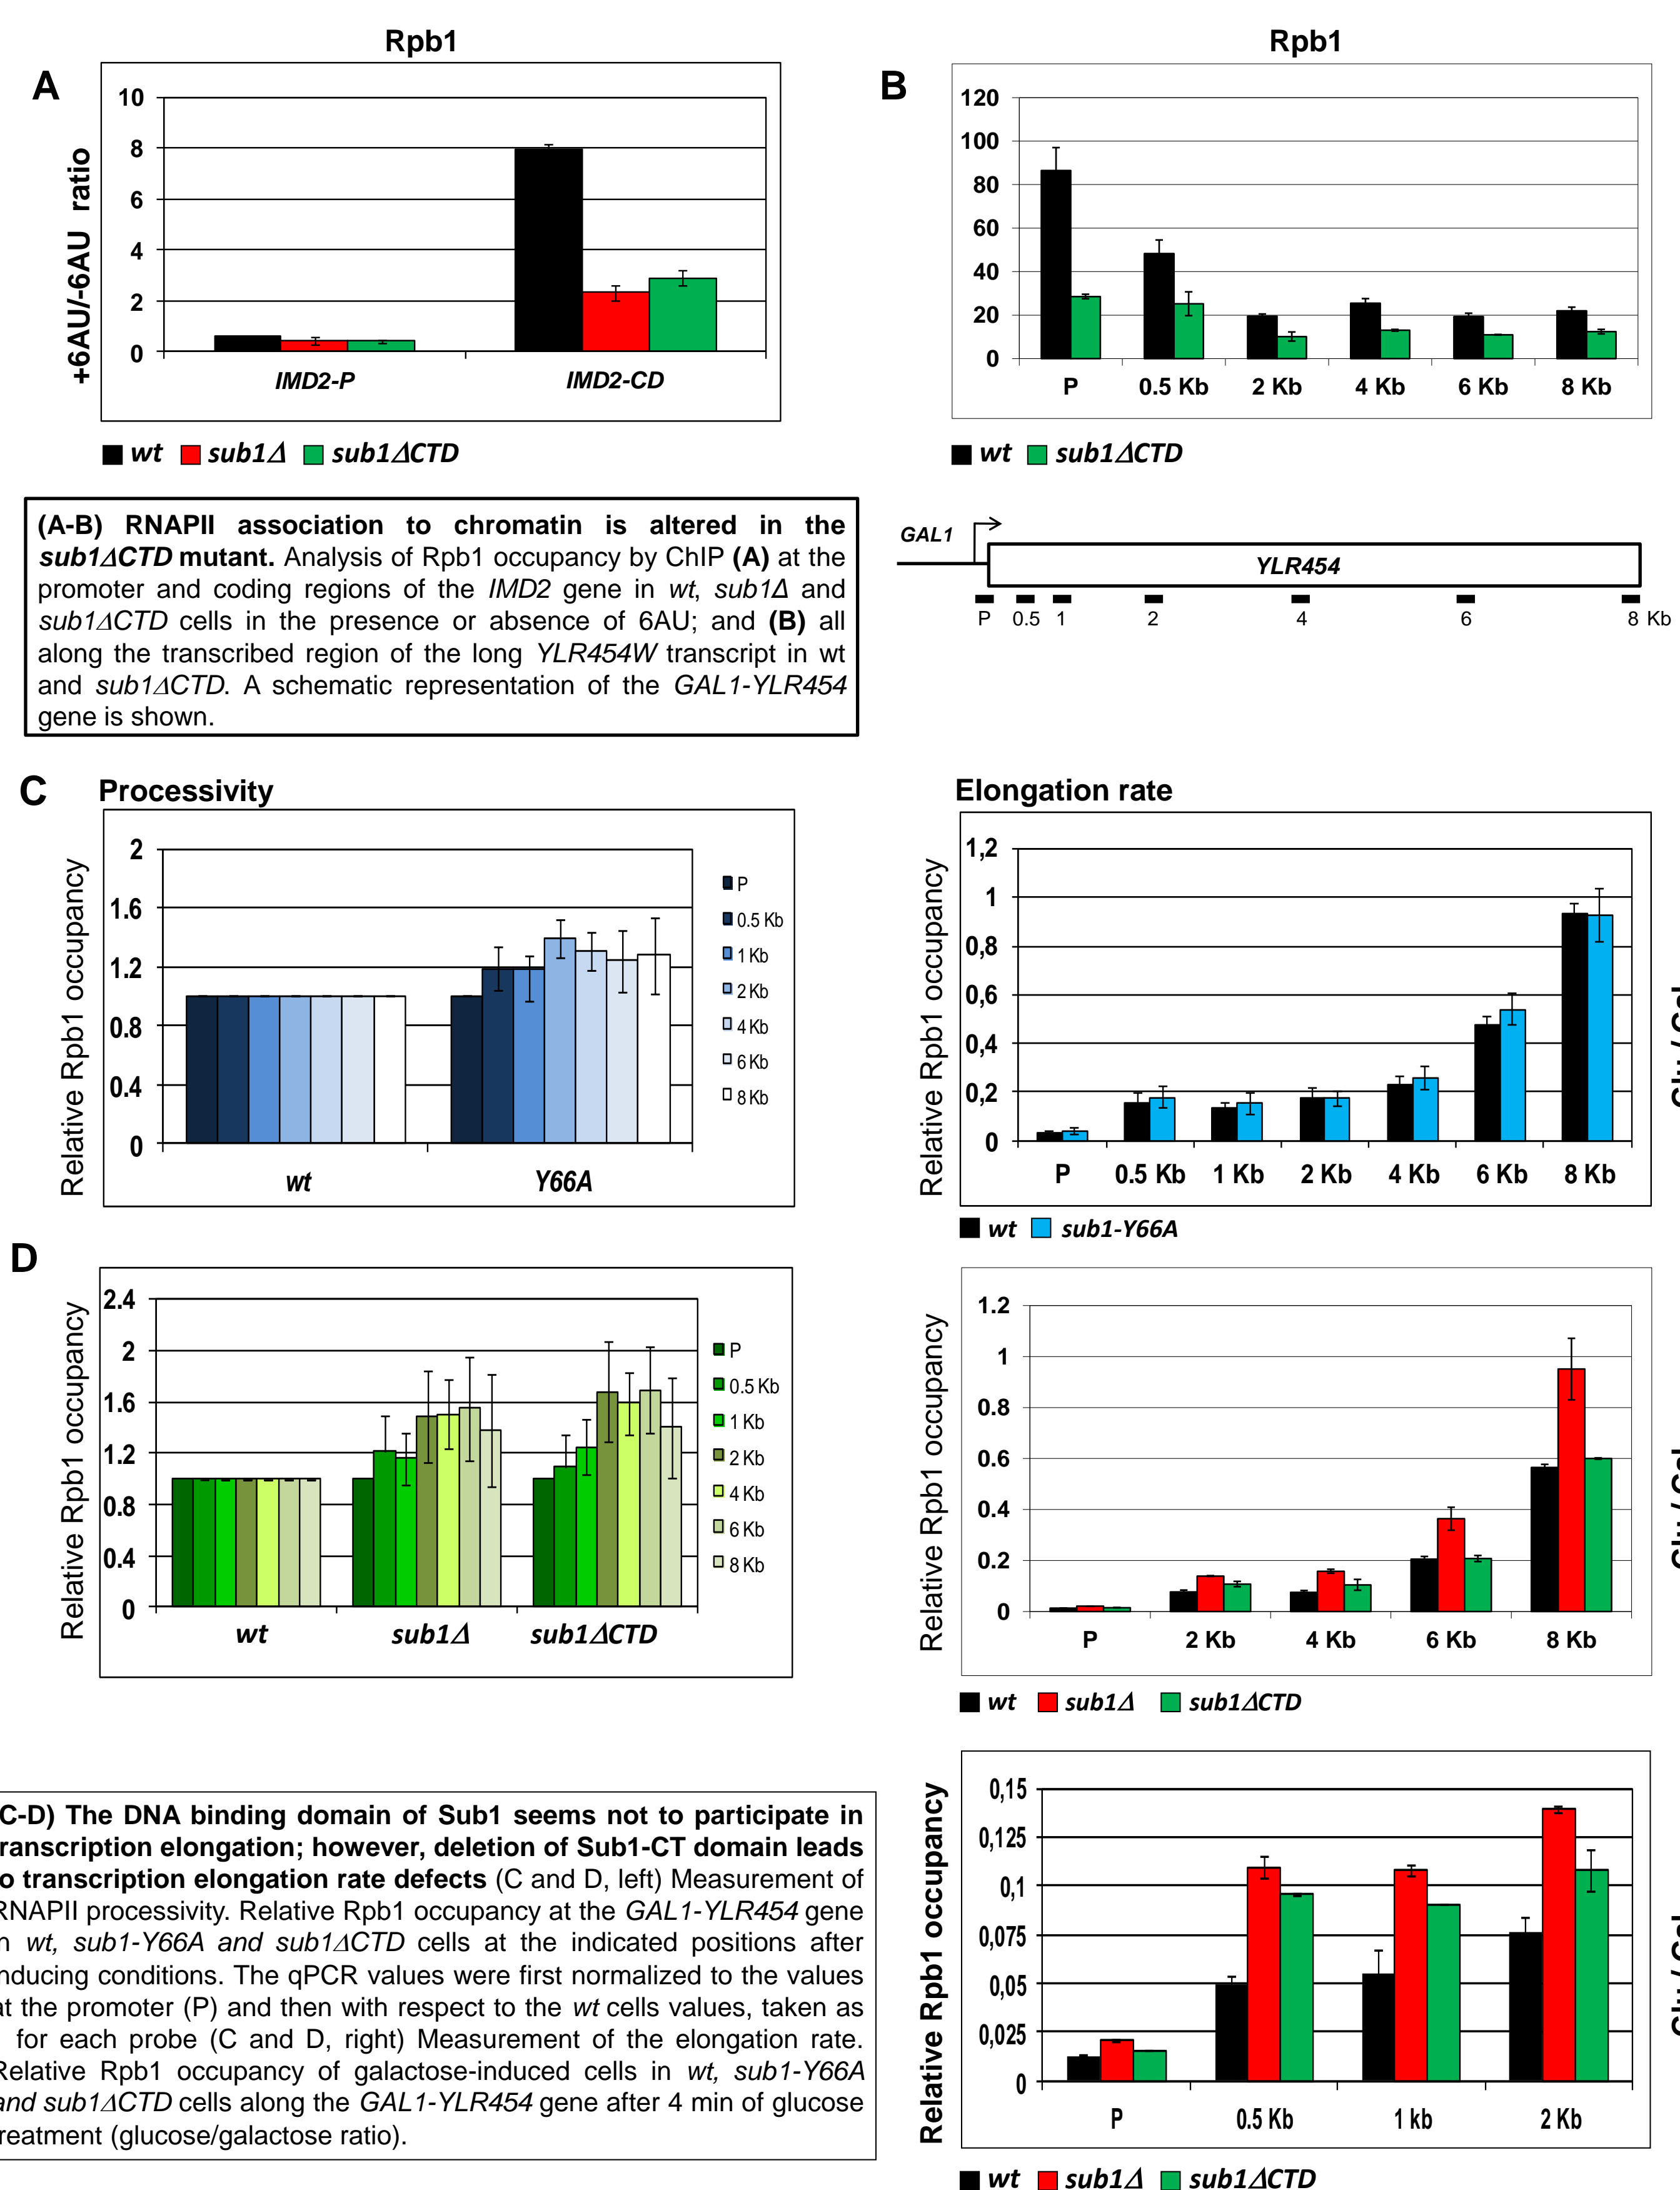 Rpb1
A
+6AU/-6AU ratio
10
8
6
4
2
0
IMD2-P
IMD2-CD
wt sub1Δ sub1ΔCTD
Rpb1
B
120
100
80
60
40
20
0
P 0.5 Kb 2 Kb 4 Kb 6 Kb 8 Kb
wt sub1ΔCTD
(A-B) RNAPII association to chromatin is altered in the
sub1ΔCTD mutant. Analysis of Rpb1 occupancy by ChIP (A) at the
promoter and coding regions of the IMD2 gene in wt, sub1Δ and
sub1ΔCTD cells in the presence or absence of 6AU; and (B) all
along the transcribed region of the long YLR454W transcript in wt
and sub1ΔCTD. A schematic representation of the GAL1-YLR454
gene is shown.
GAL1
YLR454
P 0.5 1 2 4 6 8 Kb
C
Processivity
Relative Rpb1 occupancy
2
1.6
1.2
0.8
0.4
0
wt
Y66A
P
0.5 Kb
1 Kb
2 Kb
4 Kb
6 Kb
8 Kb
Elongation rate
Relative Rpb1 occupancy
1,2
1
0,8
0,6
0,4
0,2
0
P 0.5 Kb 1 Kb 2 Kb 4 Kb 6 Kb 8 Kb
wt sub1-Y66A
D
Relative Rpb1 occupancy
2.4
2
1.6
1.2
0.8
0.4
0
wt
sub1Δ
sub1ΔCTD
P
0.5 Kb
1 Kb
2 Kb
4 Kb
6 Kb
8 Kb
Relative Rpb1 occupancy
1.2
1
0.8
0.6
0.4
0.2
0
P 2 Kb 4 Kb 6 Kb 8 Kb
wt sub1Δ sub1ΔCTD
C-D) The DNA binding domain of Sub1 seems not to participate in
ranscription elongation; however, deletion of Sub1-CT domain leads
o transcription elongation rate defects (C and D, left) Measurement of
RNAPII processivity. Relative Rpb1 occupancy at the GAL1-YLR454 gene
n wt, sub1-Y66A and sub1ΔCTD cells at the indicated positions after
nducing conditions. The qPCR values were first normalized to the values
at the promoter (P) and then with respect to the wt cells values, taken as
for each probe (C and D, right) Measurement of the elongation rate.
Relative Rpb1 occupancy of galactose-induced cells in wt, sub1-Y66A
and sub1ΔCTD cells along the GAL1-YLR454 gene after 4 min of glucose
reatment (glucose/galactose ratio).
Relative Rpb1 occupancy
0,15
0,125
0,1
0,075
0,05
0,025
0
P 0.5 Kb 1 kb 2 Kb
wt sub1Δ sub1ΔCTD